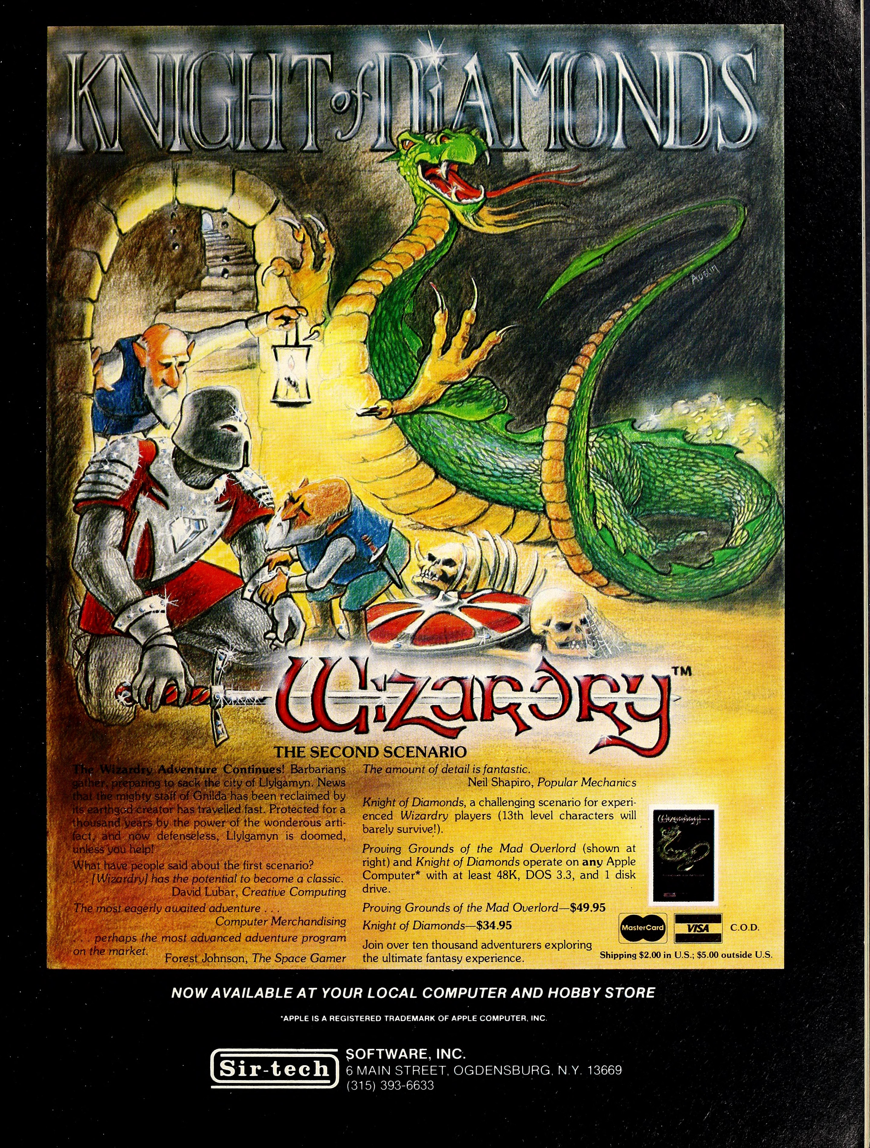 KNIGHT of DIAMONDS
Austin
Wizardry™
THE SECOND SCENARIO
The Wizardry Adventure Continues! Barbarians
gather, preparing to sack the city of Llylgamyn. News
that the mighty staff of Gnilda has been reclaimed by
its earthgod creator has travelled fast. Protected for a
thousand years by the power of the wonderous arti-
fact, and now defenseless, Llylgamyn is doomed,
unless you help!
What have people said about the first scenario?
. . . [Wizardry] has the potential to become a classic.
David Lubar, Creative Computing
The most eagerly awaited adventure . . .
Computer Merchandising
. . . perhaps the most advanced adventure program
on the market.
Forest Johnson, The Space Gamer
The amount of detail is fantastic.
Neil Shapiro, Popular Mechanics
Knight of Diamonds, a challenging scenario for experi-
enced Wizardry players (13th level characters will
barely survive!).
Proving Grounds of the Mad Overlord (shown at
right) and Knight of Diamonds operate on any Apple
Computer* with at least 48K, DOS 3.3, and 1 disk
drive.
Proving Grounds of the Mad Overlord—$49.95
Knight of Diamonds—$34.95
Join over ten thousand adventurers exploring
the ultimate fantasy experience.
Wizardry
MasterCard VISA C.O.D.
Shipping $2.00 in U.S.; $5.00 outside U.S.
NOW AVAILABLE AT YOUR LOCAL COMPUTER AND HOBBY STORE
*APPLE IS A REGISTERED TRADEMARK OF APPLE COMPUTER, INC.
Sir-tech
SOFTWARE, INC.
6 MAIN STREET, OGDENSBURG, N.Y. 13669
(315) 393-6633